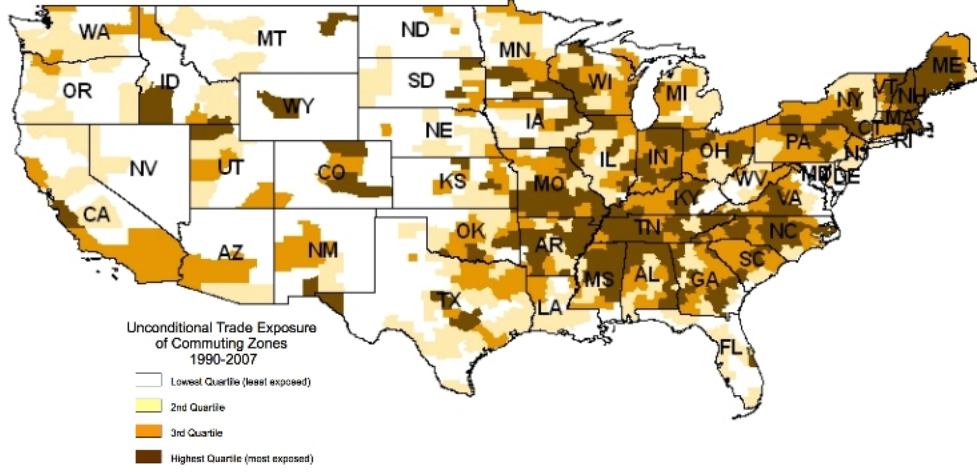 WA
MT
ND
MN
ME
OR
ID
SD
WI
MI
NY
VT
NH
WY
MA
IA
CT
RI
NE
PA
NJ
NV
UT
CO
IL
IN
OH
MD
DE
CA
KS
MO
WV
VA
KY
AZ
NM
OK
AR
TN
NC
SC
MS
AL
GA
TX
LA
FL
Unconditional Trade Exposure
of Commuting Zones
1990-2007
Lowest Quartile (least exposed)
2nd Quartile
3rd Quartile
Highest Quartile (most exposed)